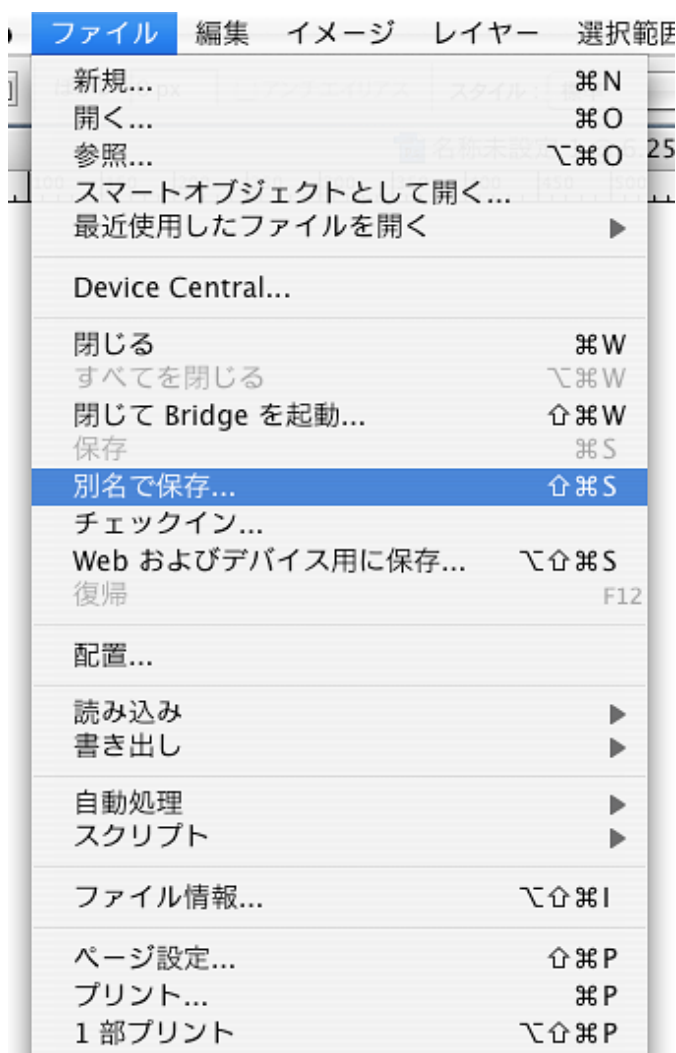 ファイル 編集 イメージ レイヤー 選択範囲
新規... ⌘N
開く... ⌘O
参照... ⌥⌘O
スマートオブジェクトとして開く...
最近使用したファイルを開く ▶
Device Central...
閉じる ⌘W
すべてを閉じる ⌥⌘W
閉じて Bridge を起動... ⇧⌘W
保存 ⌘S
別名で保存... ⇧⌘S
チェックイン...
Web およびデバイス用に保存... ⌥⇧⌘S
復帰 F12
配置...
読み込み ▶
書き出し ▶
自動処理 ▶
スクリプト ▶
ファイル情報... ⌥⇧⌘I
ページ設定... ⇧⌘P
プリント... ⌘P
1 部プリント ⌥⇧⌘P